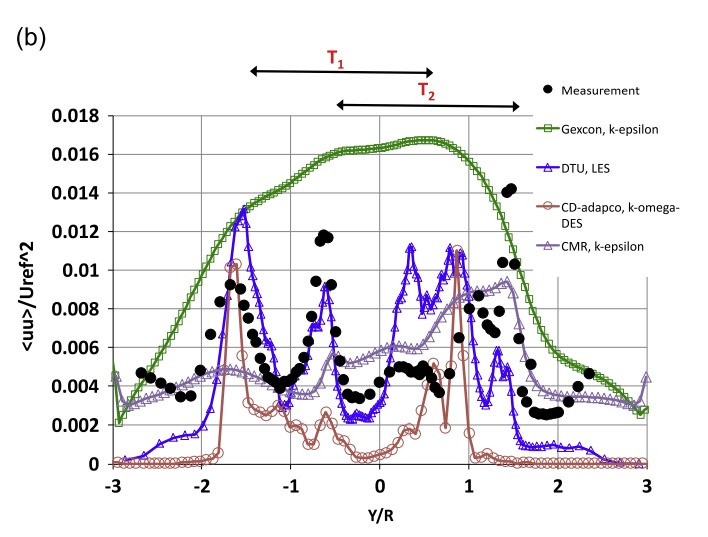 (b)
T1
T2
Measurement
Gexcon, k-epsilon
DTU, LES
CD-adapco, k-omega-
DES
CMR, k-epsilon
<uu>/Uref^2
0.018
0.016
0.014
0.012
0.01
0.008
0.006
0.004
0.002
0
-3 -2 -1 0 1 2 3
Y/R